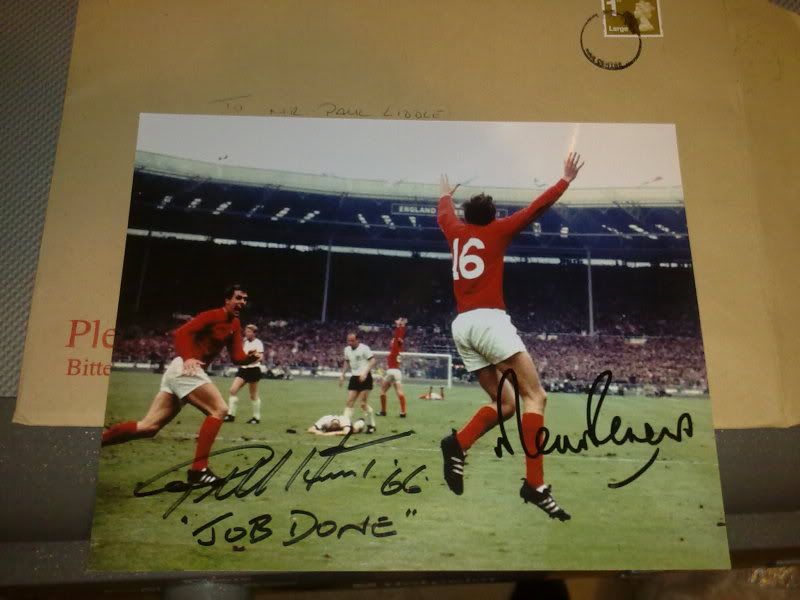 1
Large
TO MR PAUL LIDDLE
ENGLAND
16
Ple
Bitte
'66
"JOB DONE"